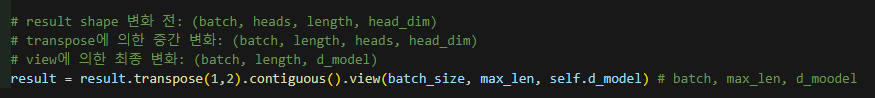 # result shape 변화 전: (batch, heads, length, head_dim)
# transpose에 의한 중간 변화: (batch, length, heads, head_dim)
# view에 의한 최종 변화: (batch, length, d_model)
result = result.transpose(1,2).contiguous().view(batch_size, max_len, self.d_model) # batch, max_len, d_moodel